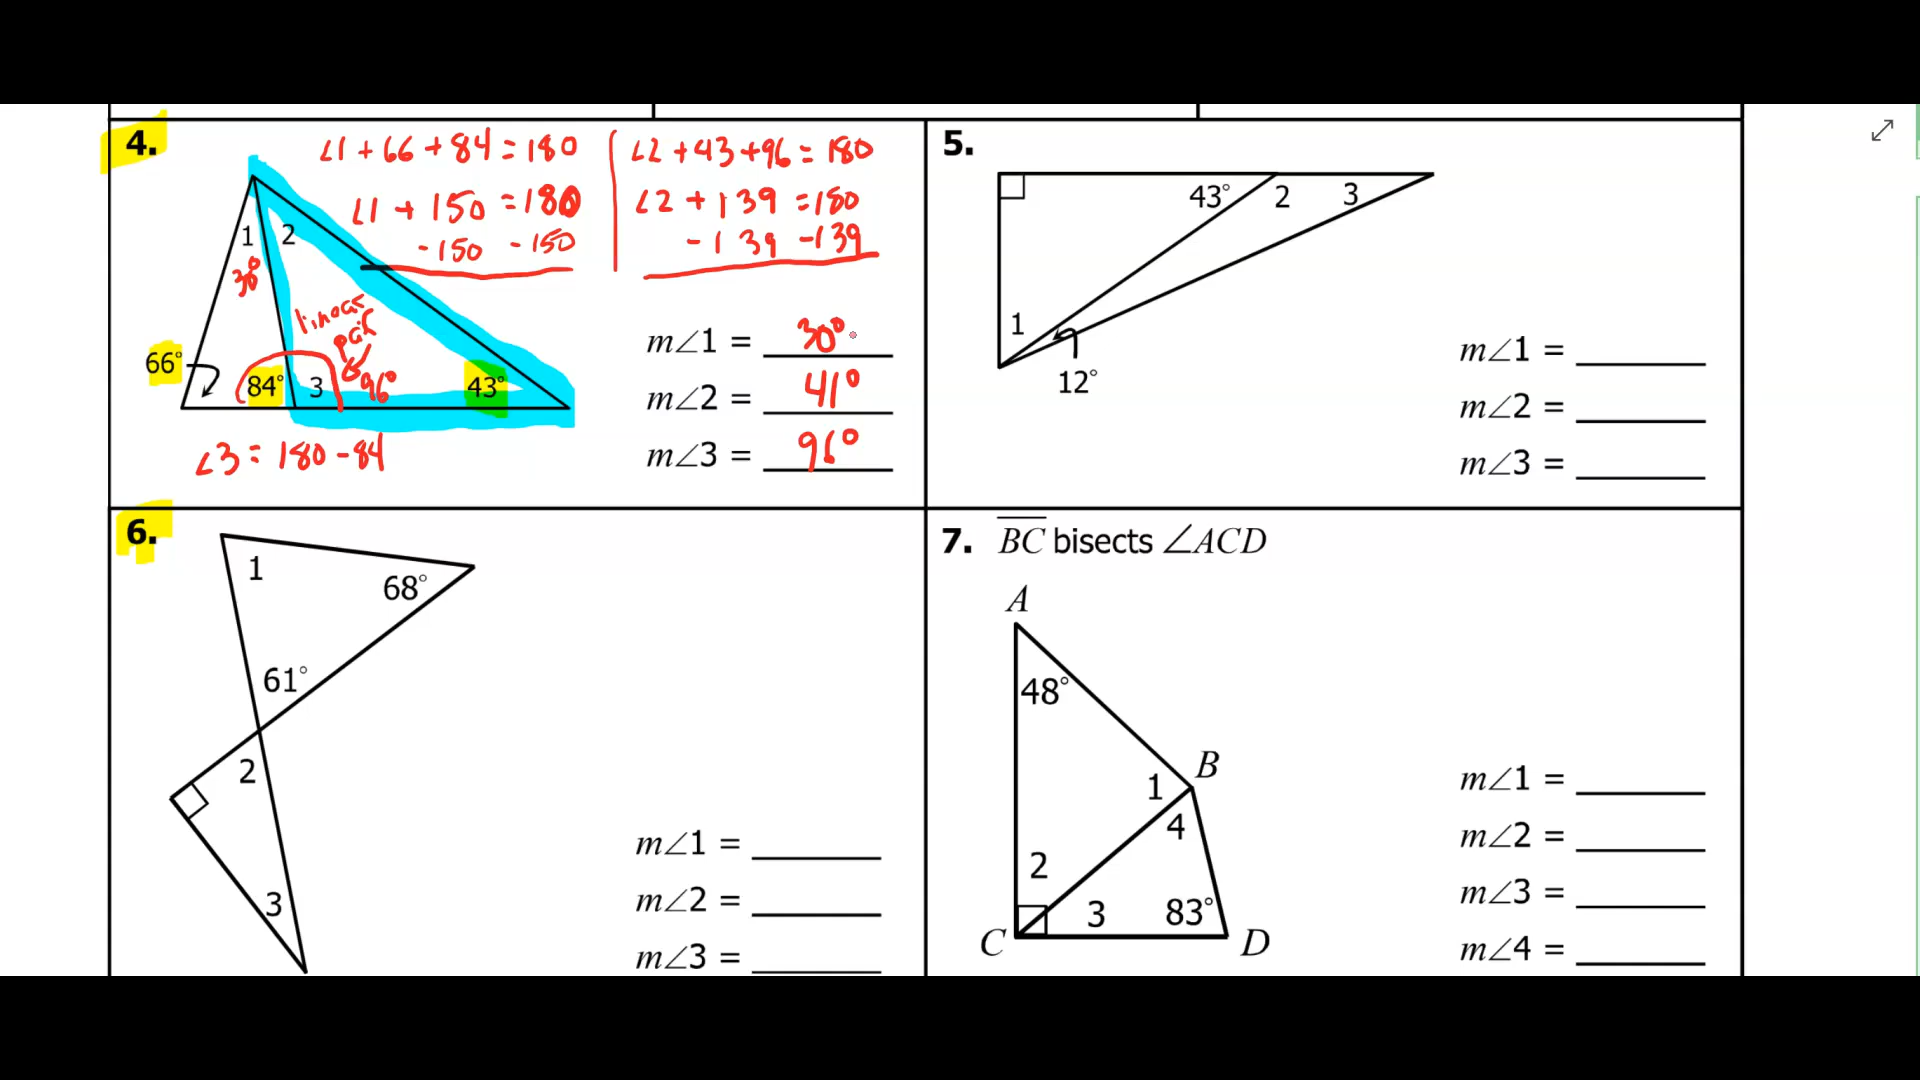 4.
∠1 + 66 + 84 = 180
∠1 + 150 = 180
- 150 - 150
∠2 + 43 + 96 = 180
∠2 + 139 = 180
- 139 - 139
1 2
30°
linear
pair
66°
84° 3 96° 43°
∠3 = 180 - 84
m∠1 = 30°
m∠2 = 41°
m∠3 = 96°
5.
43° 2 3
1
12°
m∠1 =
m∠2 =
m∠3 =
6.
1
68°
61°
2
3
m∠1 =
m∠2 =
m∠3 =
7. BC bisects ∠ACD
A
48°
B
1
4
2
3 83°
C D
m∠1 =
m∠2 =
m∠3 =
m∠4 =